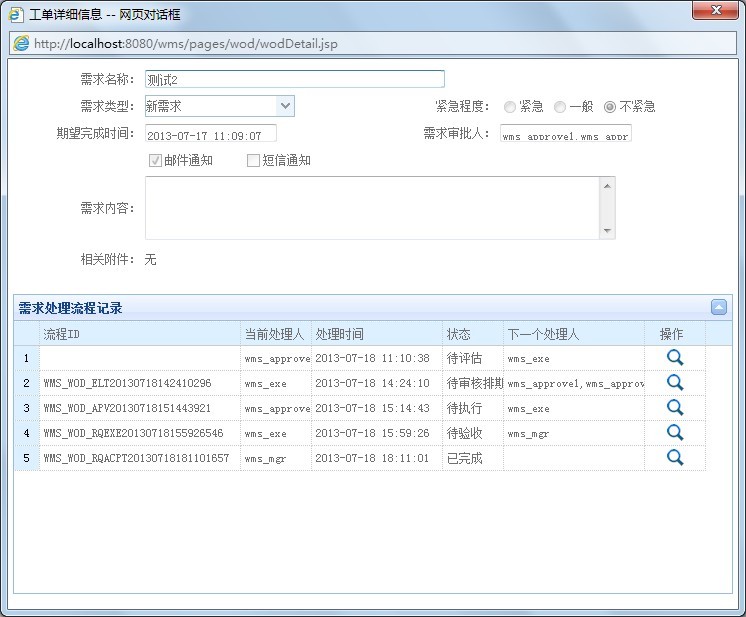 工单详细信息 -- 网页对话框
http://localhost:8080/wms/pages/wod/wodDetail.jsp
需求名称: 测试2
需求类型: 新需求 紧急程度: 紧急 一般 不紧急
期望完成时间: 2013-07-17 11:09:07 需求审批人: wms_approve1,wms_appr
邮件通知 短信通知
需求内容:
相关附件: 无
需求处理流程记录
流程ID 当前处理人 处理时间 状态 下一个处理人 操作
1 wms_approve 2013-07-18 11:10:38 待评估 wms_exe
2 WMS_WOD_ELT20130718142410296 wms_exe 2013-07-18 14:24:10 待审核排期 wms_approve1,wms_approv
3 WMS_WOD_APV20130718151443921 wms_approve 2013-07-18 15:14:43 待执行 wms_exe
4 WMS_WOD_RQEXE20130718155926546 wms_exe 2013-07-18 15:59:26 待验收 wms_mgr
5 WMS_WOD_RQACPT20130718181101657 wms_mgr 2013-07-18 18:11:01 已完成